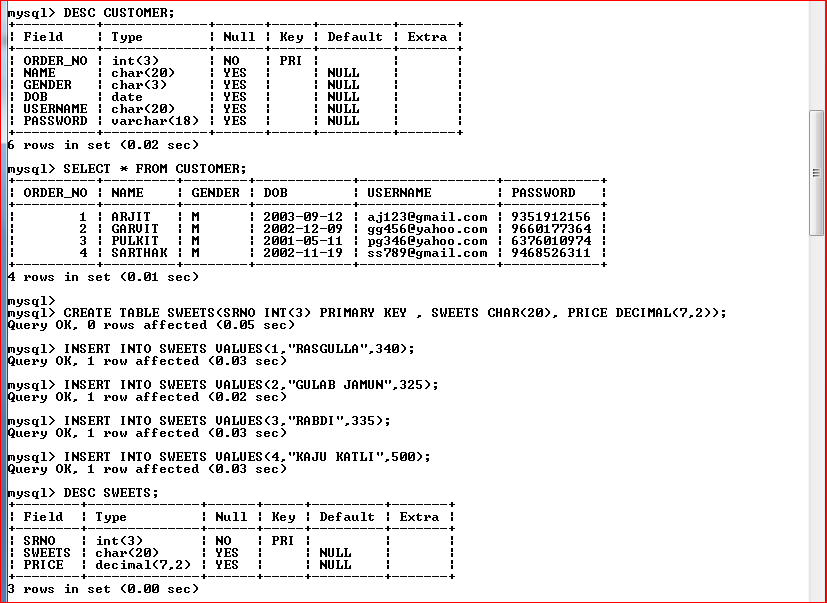 mysql> DESC CUSTOMER;
+----------+-------------+------+-----+---------+-------+
| Field    | Type        | Null | Key | Default | Extra |
+----------+-------------+------+-----+---------+-------+
| ORDER_NO | int(3)      | NO   | PRI |         |       |
| NAME     | char(20)    | YES  |     | NULL    |       |
| GENDER   | char(3)     | YES  |     | NULL    |       |
| DOB      | date        | YES  |     | NULL    |       |
| USERNAME | char(20)    | YES  |     | NULL    |       |
| PASSWORD | varchar(18) | YES  |     | NULL    |       |
+----------+-------------+------+-----+---------+-------+
6 rows in set (0.02 sec)
mysql> SELECT * FROM CUSTOMER;
+----------+---------+--------+------------+-----------------+------------+
| ORDER_NO | NAME    | GENDER | DOB        | USERNAME        | PASSWORD   |
+----------+---------+--------+------------+-----------------+------------+
|        1 | ARJIT   | M      | 2003-09-12 | aj123@gmail.com | 9351912156 |
|        2 | GARVIT  | M      | 2002-12-09 | gg456@yahoo.com | 9660177364 |
|        3 | PULKIT  | M      | 2001-05-11 | pg346@yahoo.com | 6376010974 |
|        4 | SARTHAK | M      | 2002-11-19 | ss789@gmail.com | 9468526311 |
+----------+---------+--------+------------+-----------------+------------+
4 rows in set (0.01 sec)
mysql>
mysql> CREATE TABLE SWEETS(SRNO INT(3) PRIMARY KEY , SWEETS CHAR(20), PRICE DECIMAL(7,2));
Query OK, 0 rows affected (0.05 sec)
mysql> INSERT INTO SWEETS VALUES(1,"RASGULLA",340);
Query OK, 1 row affected (0.03 sec)
mysql> INSERT INTO SWEETS VALUES(2,"GULAB JAMUN",325);
Query OK, 1 row affected (0.02 sec)
mysql> INSERT INTO SWEETS VALUES(3,"RABDI",335);
Query OK, 1 row affected (0.03 sec)
mysql> INSERT INTO SWEETS VALUES(4,"KAJU KATLI",500);
Query OK, 1 row affected (0.03 sec)
mysql> DESC SWEETS;
+--------+--------------+------+-----+---------+-------+
| Field  | Type         | Null | Key | Default | Extra |
+--------+--------------+------+-----+---------+-------+
| SRNO   | int(3)       | NO   | PRI |         |       |
| SWEETS | char(20)     | YES  |     | NULL    |       |
| PRICE  | decimal(7,2) | YES  |     | NULL    |       |
+--------+--------------+------+-----+---------+-------+
3 rows in set (0.00 sec)